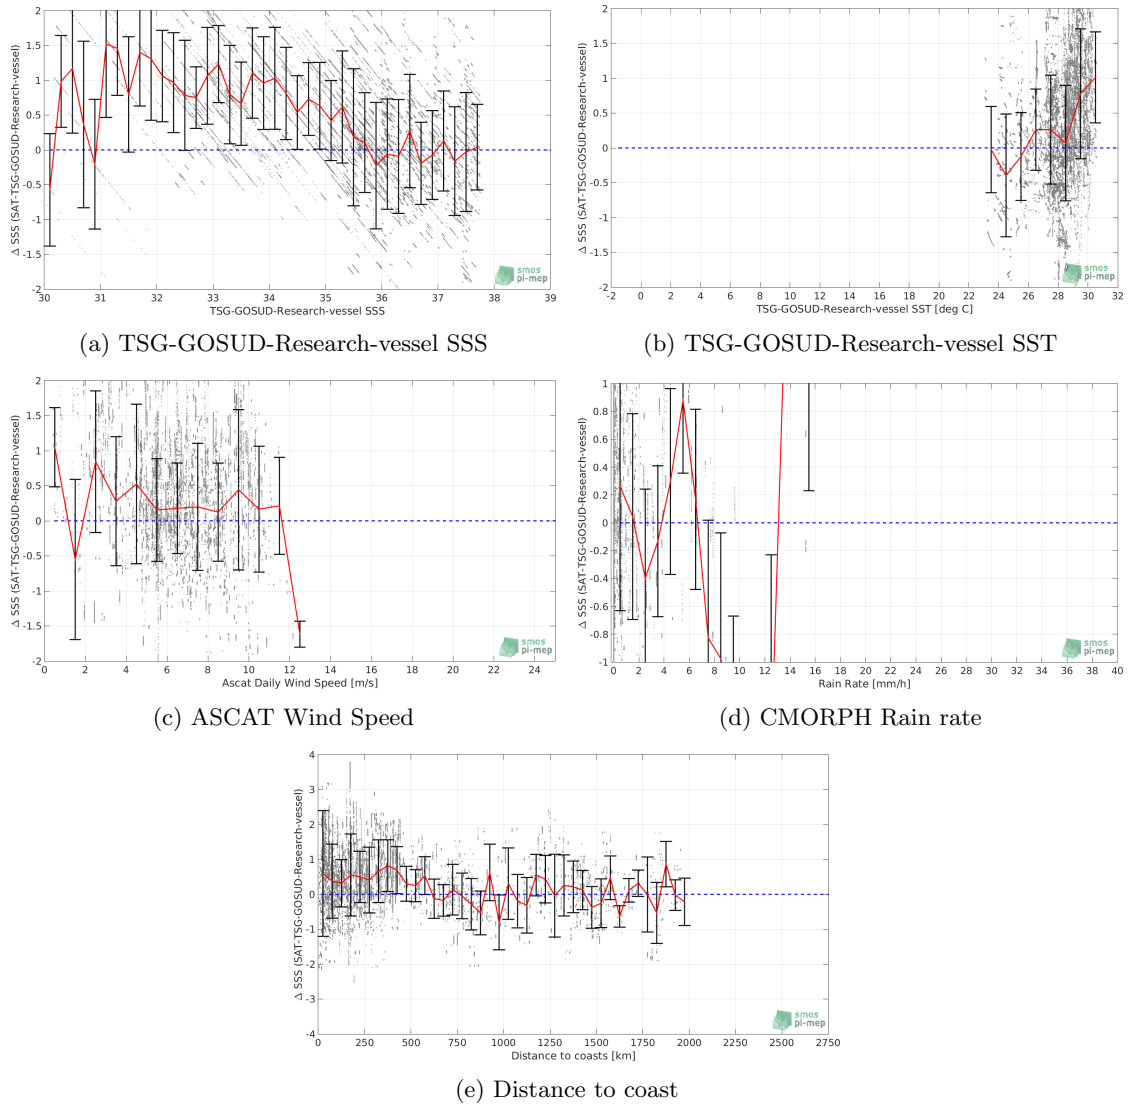 Δ SSS (SAT-TSG-GOSUD-Research-vessel)
2
1.5
1
0.5
0
-0.5
-1
-1.5
-2
30 31 32 33 34 35 36 37 38 39
TSG-GOSUD-Research-vessel SSS
smos
pi-mep
(a) TSG-GOSUD-Research-vessel SSS
Δ SSS (SAT-TSG-GOSUD-Research-vessel)
2
1.5
1
0.5
0
-0.5
-1
-1.5
-2
-2 0 2 4 6 8 10 12 14 16 18 20 22 24 26 28 30 32
TSG-GOSUD-Research-vessel SST [deg C]
smos
pi-mep
(b) TSG-GOSUD-Research-vessel SST
Δ SSS (SAT-TSG-GOSUD-Research-vessel)
2
1.5
1
0.5
0
-0.5
-1
-1.5
-2
0 2 4 6 8 10 12 14 16 18 20 22 24
Ascat Daily Wind Speed [m/s]
smos
pi-mep
(c) ASCAT Wind Speed
Δ SSS (SAT-TSG-GOSUD-Research-vessel)
1
0.8
0.6
0.4
0.2
0
-0.2
-0.4
-0.6
-0.8
-1
0 2 4 6 8 10 12 14 16 18 20 22 24 26 28 30 32 34 36 38 40
Rain Rate [mm/h]
smos
pi-mep
(d) CMORPH Rain rate
Δ SSS (SAT-TSG-GOSUD-Research-vessel)
4
3
2
1
0
-1
-2
-3
-4
0 250 500 750 1000 1250 1500 1750 2000 2250 2500 2750
Distance to coasts [km]
smos
pi-mep
(e) Distance to coast